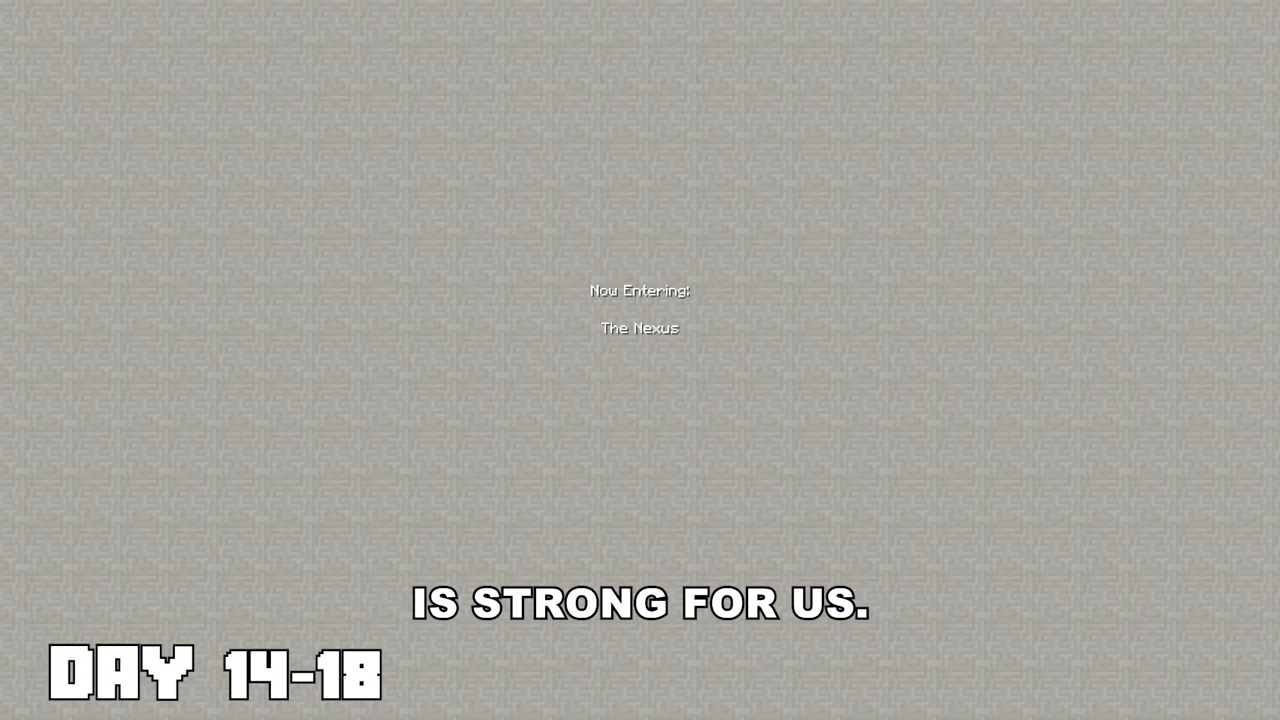 Now Entering:
The Nexus
IS STRONG FOR US.
DAY 14-18